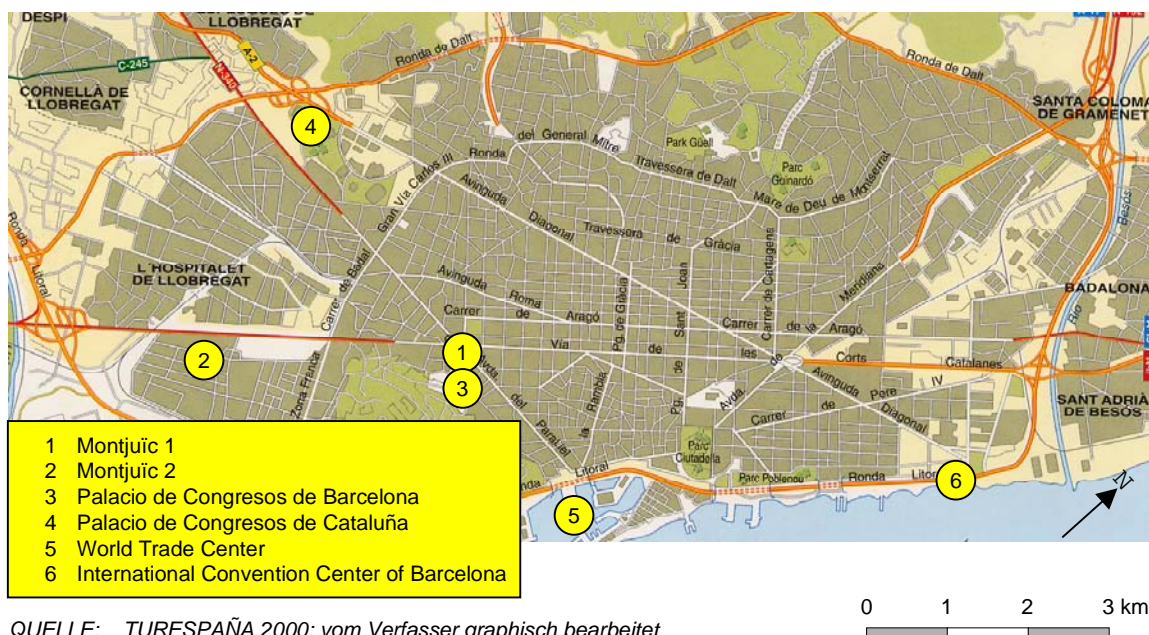 DESPI
LLOBREGAT
A-2
N-340
C-245
Ronda de Dalt
Ronda de Dalt
CORNELLÀ DE
LLOBREGAT
SANTA COLOMA
DE GRAMENET
4
Ronda
del General
Mitre
Park Güell
Travessera de Dalt
Parc
Guinardó
Mare de Deu de Montserrat
Gran Vía Carlos III
Avinguda
Diagonal
Travessera
de
Gràcia
Ronda
Litoral
L'HOSPITALET
DE LLOBREGAT
Carrer de Badal
Avinguda
Roma
Carrer
de
Aragó
Pg. de Gràcia
Sant
Joan
Pg. de
Carrer de Cartagena
Carrer
de
la
Aragó
Meridiana
Besòs
Río
BADALONA
1
2
3
Vía
de
les
Corts
Catalanes
Avda.
de
Avinguda
Diagonal
Carrer
de
Pere
IV
SANT ADRIÀ
DE BESÓS
Zona Franca
Avda
del
Paral.lel
la
Rambla
Parc
Ciutadella
Litoral
Parc Poblenou
Ronda
5
6
N
1 Montjuïc 1
2 Montjuïc 2
3 Palacio de Congresos de Barcelona
4 Palacio de Congresos de Cataluña
5 World Trade Center
6 International Convention Center of Barcelona
0 1 2 3 km
QUELLE: TURESPAÑA 2000; vom Verfasser graphisch bearbeitet